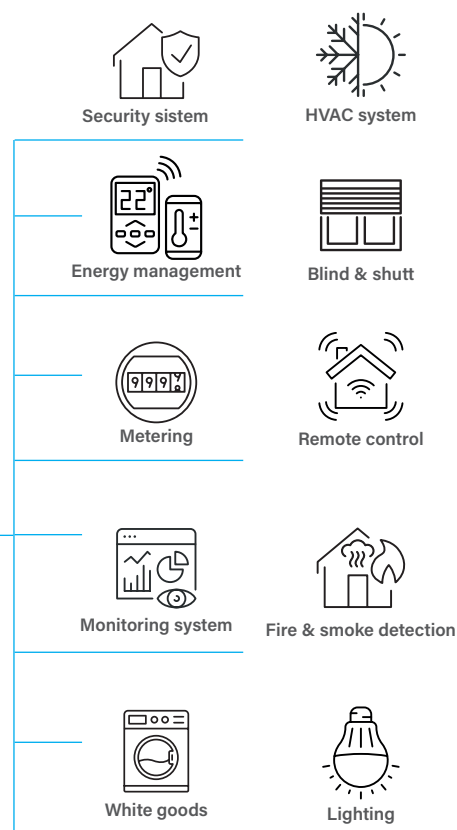 Security sistem
HVAC system
22°
Energy management
Blind & shutt
999
Metering
Remote control
Monitoring system
Fire & smoke detection
White goods
Lighting